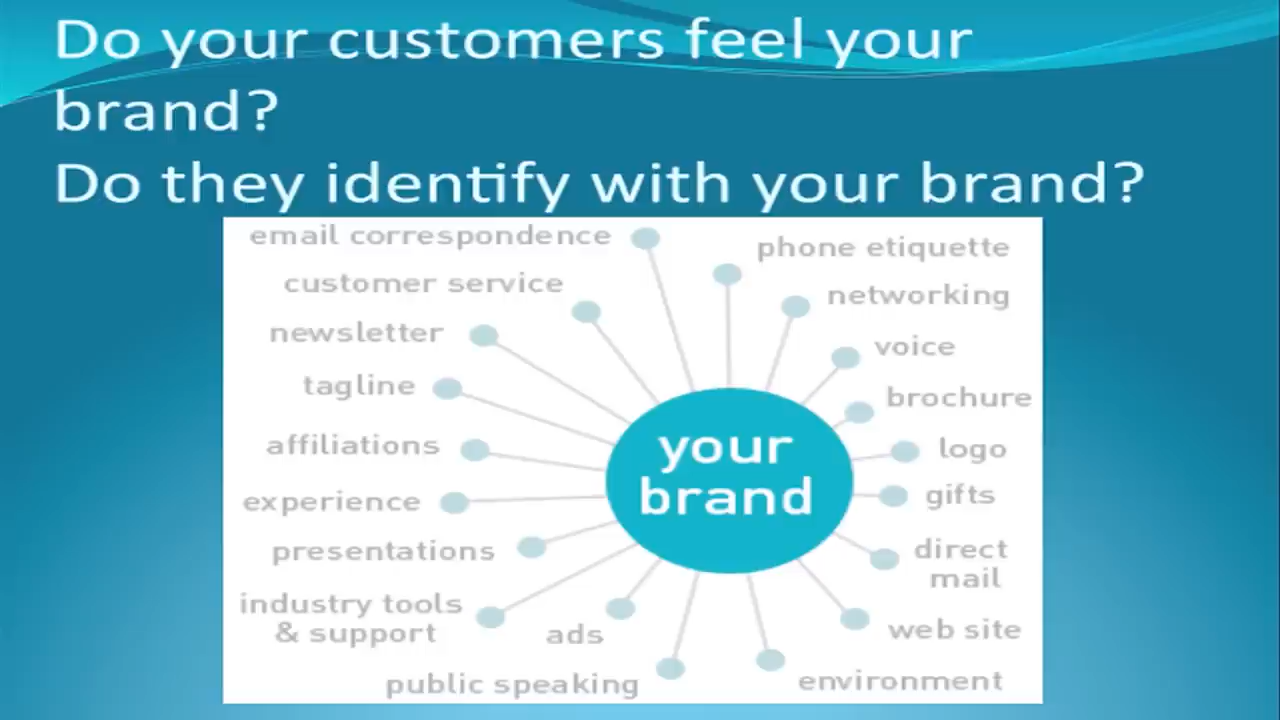 Do your customers feel your
brand?
Do they identify with your brand?
email correspondence
phone etiquette
customer service
networking
newsletter
voice
tagline
brochure
affiliations
logo
your
brand
experience
gifts
presentations
direct
mail
industry tools
& support
ads
web site
public speaking
environment